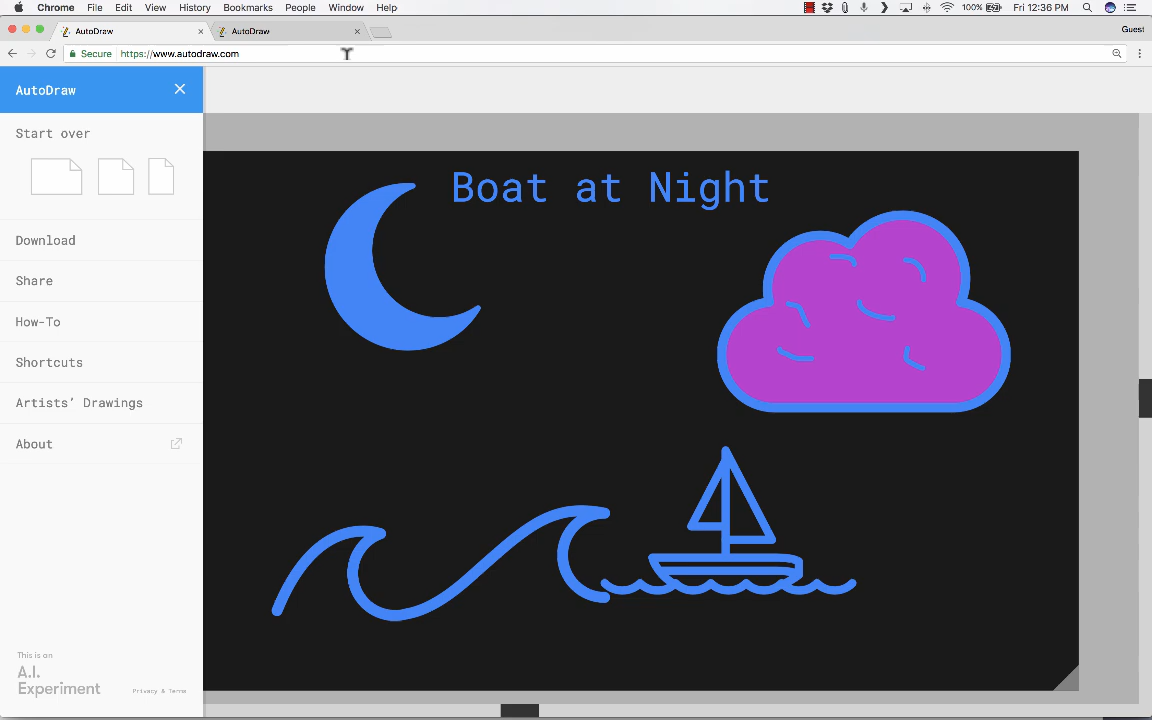 Chrome File Edit View History Bookmarks People Window Help 100% Fri 12:36 PM
AutoDraw AutoDraw Guest
Secure https://www.autodraw.com
AutoDraw
Start over
Download
Share
How-To
Shortcuts
Artists’ Drawings
About
This is an
A.I.
Experiment
Privacy & Terms
Boat at Night